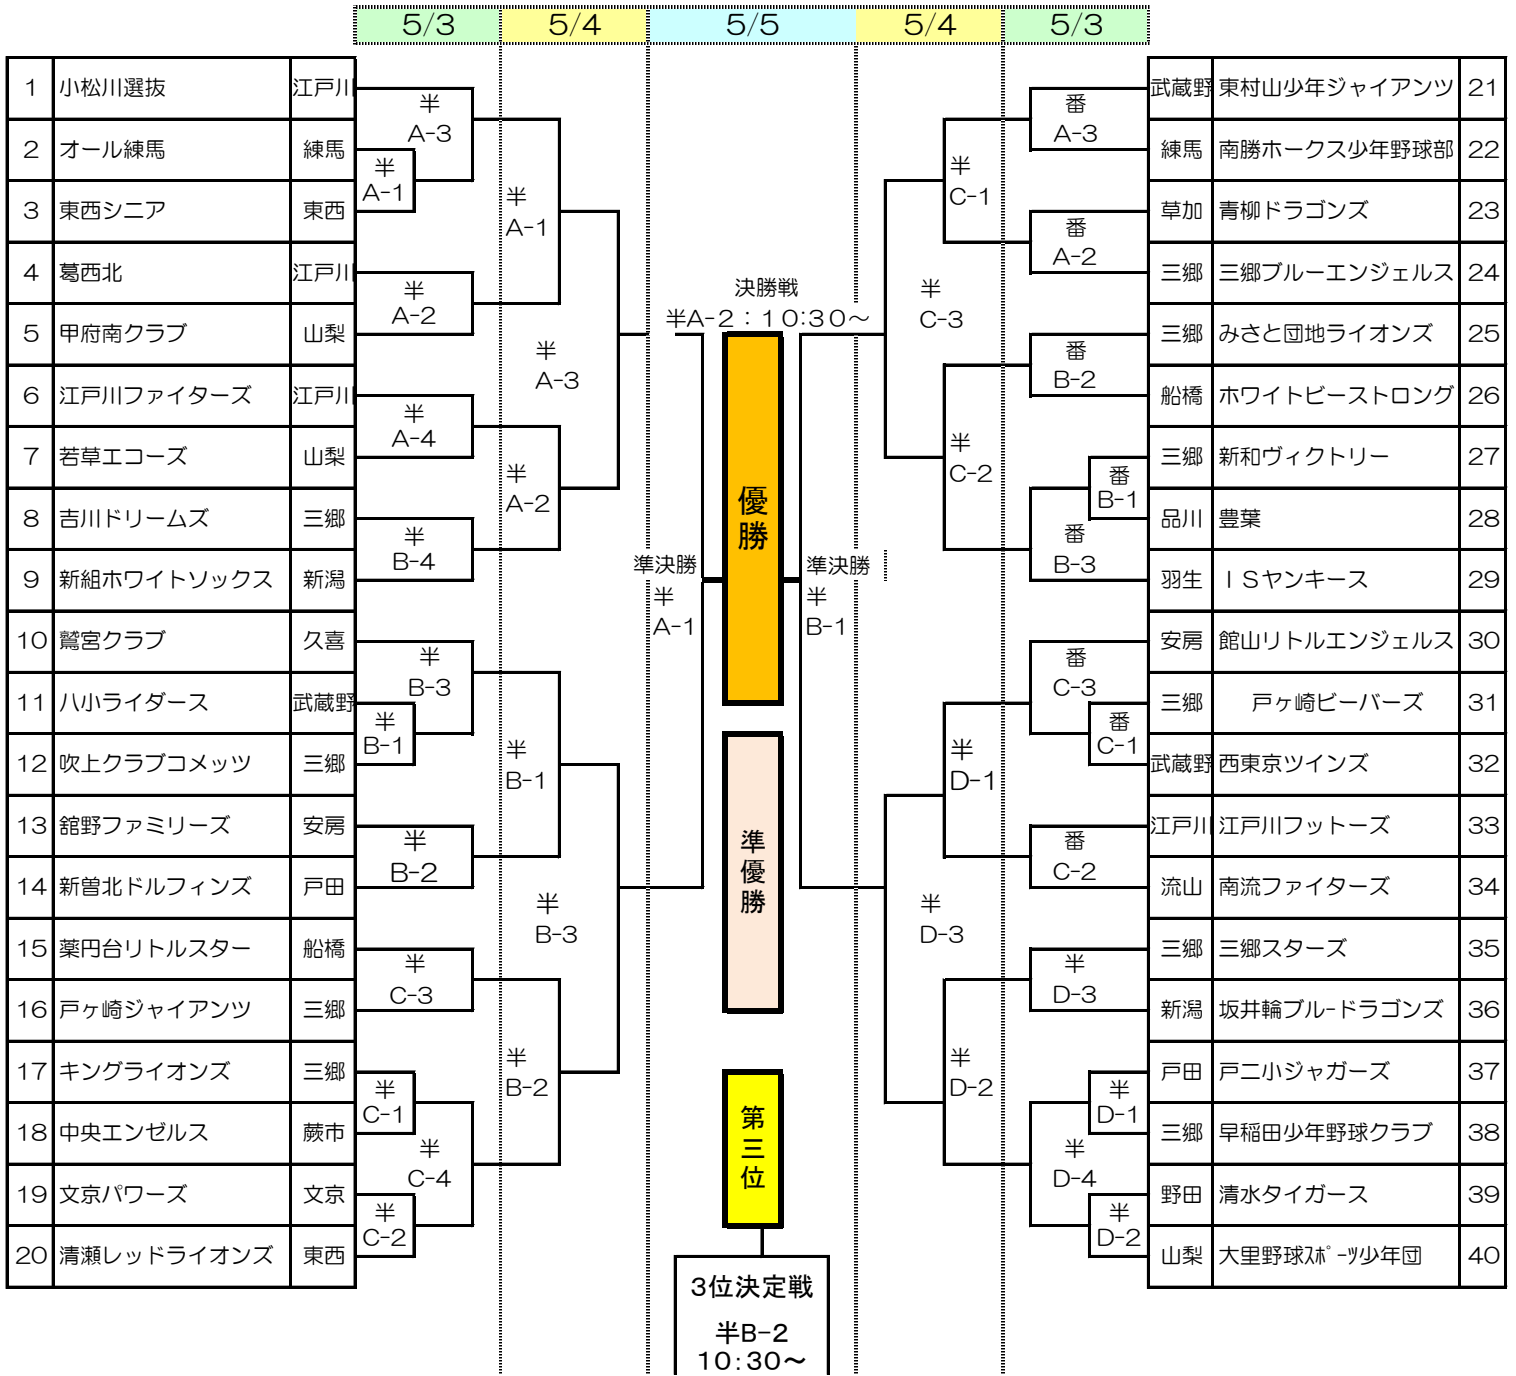 5/3 5/4 5/5 5/4 5/3
1 小松川選抜 江戸川
2 オール練馬 練馬
3 東西シニア 東西
4 葛西北 江戸川
5 甲府南クラブ 山梨
6 江戸川ファイターズ 江戸川
7 若草エコーズ 山梨
8 吉川ドリームズ 三郷
9 新組ホワイトソックス 新潟
10 鷲宮クラブ 久喜
11 八小ライダース 武蔵野
12 吹上クラブコメッツ 三郷
13 舘野ファミリーズ 安房
14 新曽北ドルフィンズ 戸田
15 薬円台リトルスター 船橋
16 戸ヶ崎ジャイアンツ 三郷
17 キングライオンズ 三郷
18 中央エンゼルス 蕨市
19 文京パワーズ 文京
20 清瀬レッドライオンズ 東西
半
A-3
半
A-1
半
A-2
半
A-4
半
B-4
半
B-3
半
B-1
半
B-2
半
C-3
半
C-1
半
C-4
半
C-2
半
A-1
半
A-3
半
A-2
半
B-1
半
B-3
半
B-2
決勝戦
半A-2：10:30～
優勝
準決勝
半
A-1
準決勝
半
B-1
準優勝
第三位
3位決定戦
半B-2
10:30～
半
C-1
半
C-3
半
C-2
半
D-1
半
D-3
半
D-2
番
A-3
番
A-2
番
B-2
番
B-1
番
B-3
番
C-3
番
C-1
番
C-2
半
D-3
半
D-1
半
D-4
半
D-2
武蔵野 東村山少年ジャイアンツ 21
練馬 南勝ホークス少年野球部 22
草加 青柳ドラゴンズ 23
三郷 三郷ブルーエンジェルス 24
三郷 みさと団地ライオンズ 25
船橋 ホワイトビーストロング 26
三郷 新和ヴィクトリー 27
品川 豊葉 28
羽生 ＩＳヤンキース 29
安房 館山リトルエンジェルス 30
三郷 戸ヶ崎ビーバーズ 31
武蔵野 西東京ツインズ 32
江戸川 江戸川フットーズ 33
流山 南流ファイターズ 34
三郷 三郷スターズ 35
新潟 坂井輪ブル-ドラゴンズ 36
戸田 戸二小ジャガーズ 37
三郷 早稲田少年野球クラブ 38
野田 清水タイガース 39
山梨 大里野球ｽﾎﾟｰﾂ少年団 40